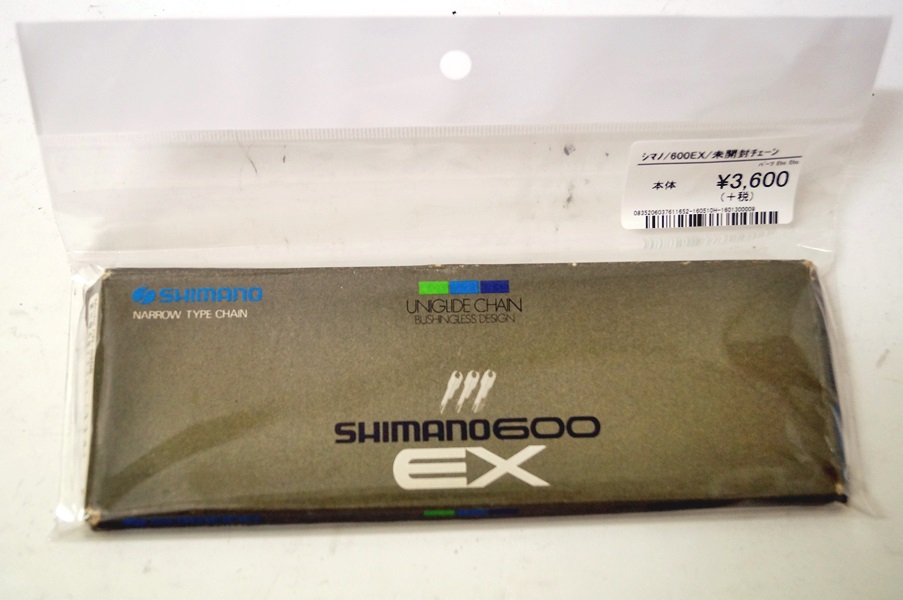 シマノ/600EX/未開封チェーン
本体 ¥3,600
(+税)
SHIMANO
NARROW TYPE CHAIN
UNIGLIDE CHAIN
BUSHINGLESS DESIGN
SHIMANO600
EX